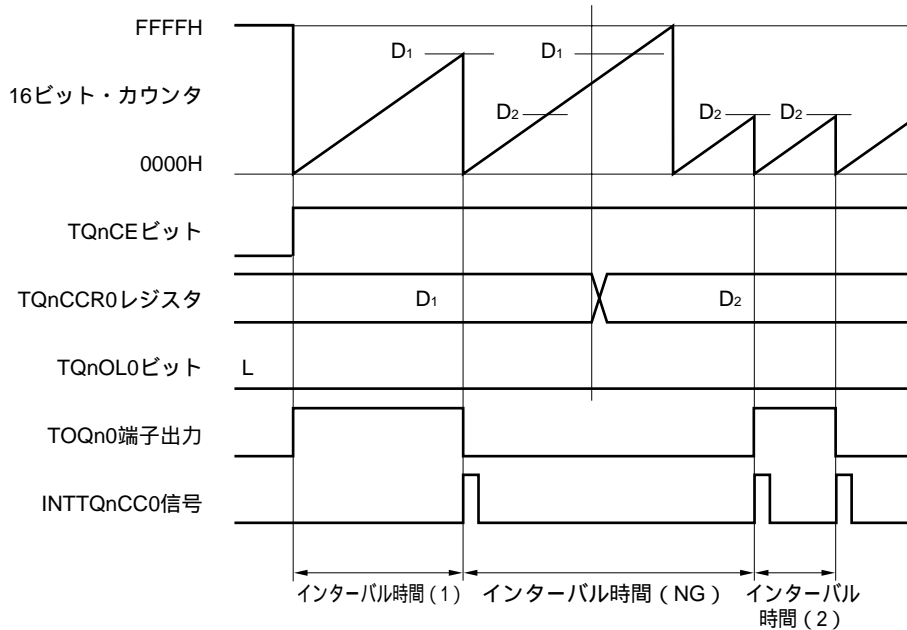 FFFFH
D1
D1
16ビット・カウンタ
D2
D2
D2
0000H
TQnCEビット
TQnCCR0レジスタ
D1
D2
TQnOL0ビット
L
TOQn0端子出力
INTTQnCC0信号
インターバル時間(1)
インターバル時間(NG)
インターバル
時間(2)